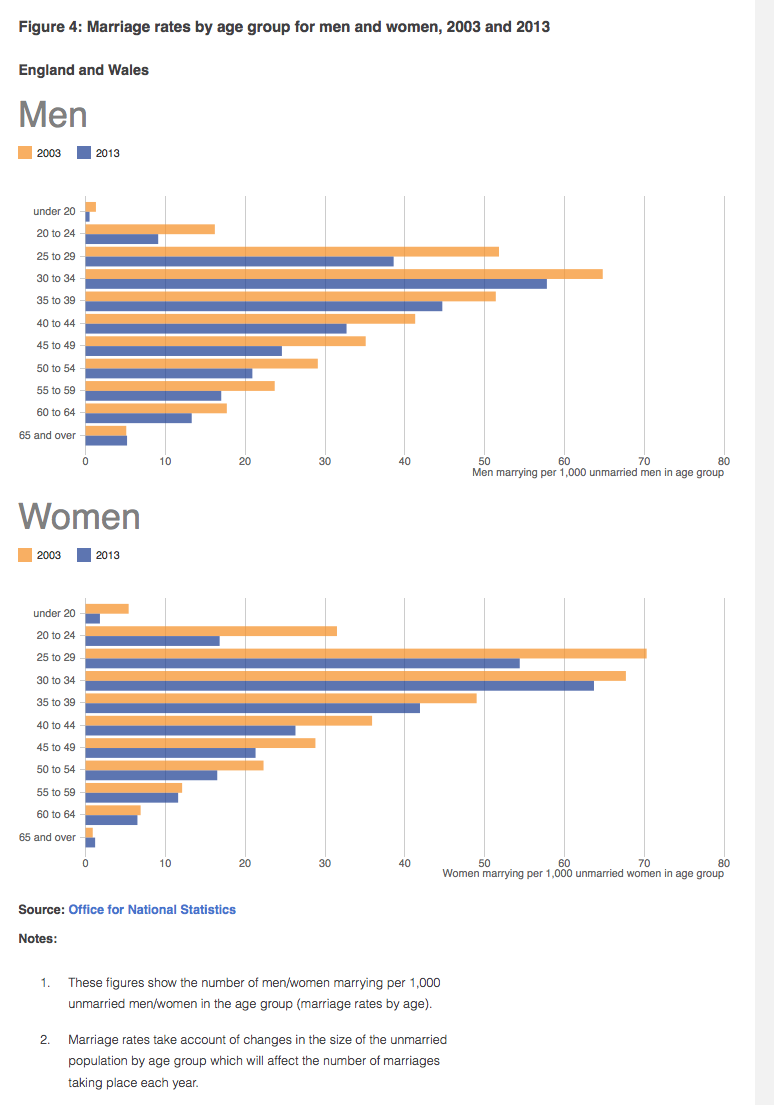 Figure 4: Marriage rates by age group for men and women, 2003 and 2013
England and Wales
Men
2003 2013
under 20
20 to 24
25 to 29
30 to 34
35 to 39
40 to 44
45 to 49
50 to 54
55 to 59
60 to 64
65 and over
0 10 20 30 40 50 60 70 80
Men marrying per 1,000 unmarried men in age group
Women
2003 2013
under 20
20 to 24
25 to 29
30 to 34
35 to 39
40 to 44
45 to 49
50 to 54
55 to 59
60 to 64
65 and over
0 10 20 30 40 50 60 70 80
Women marrying per 1,000 unmarried women in age group
Source: Office for National Statistics
Notes:
1. These figures show the number of men/women marrying per 1,000
unmarried men/women in the age group (marriage rates by age).
2. Marriage rates take account of changes in the size of the unmarried
population by age group which will affect the number of marriages
taking place each year.